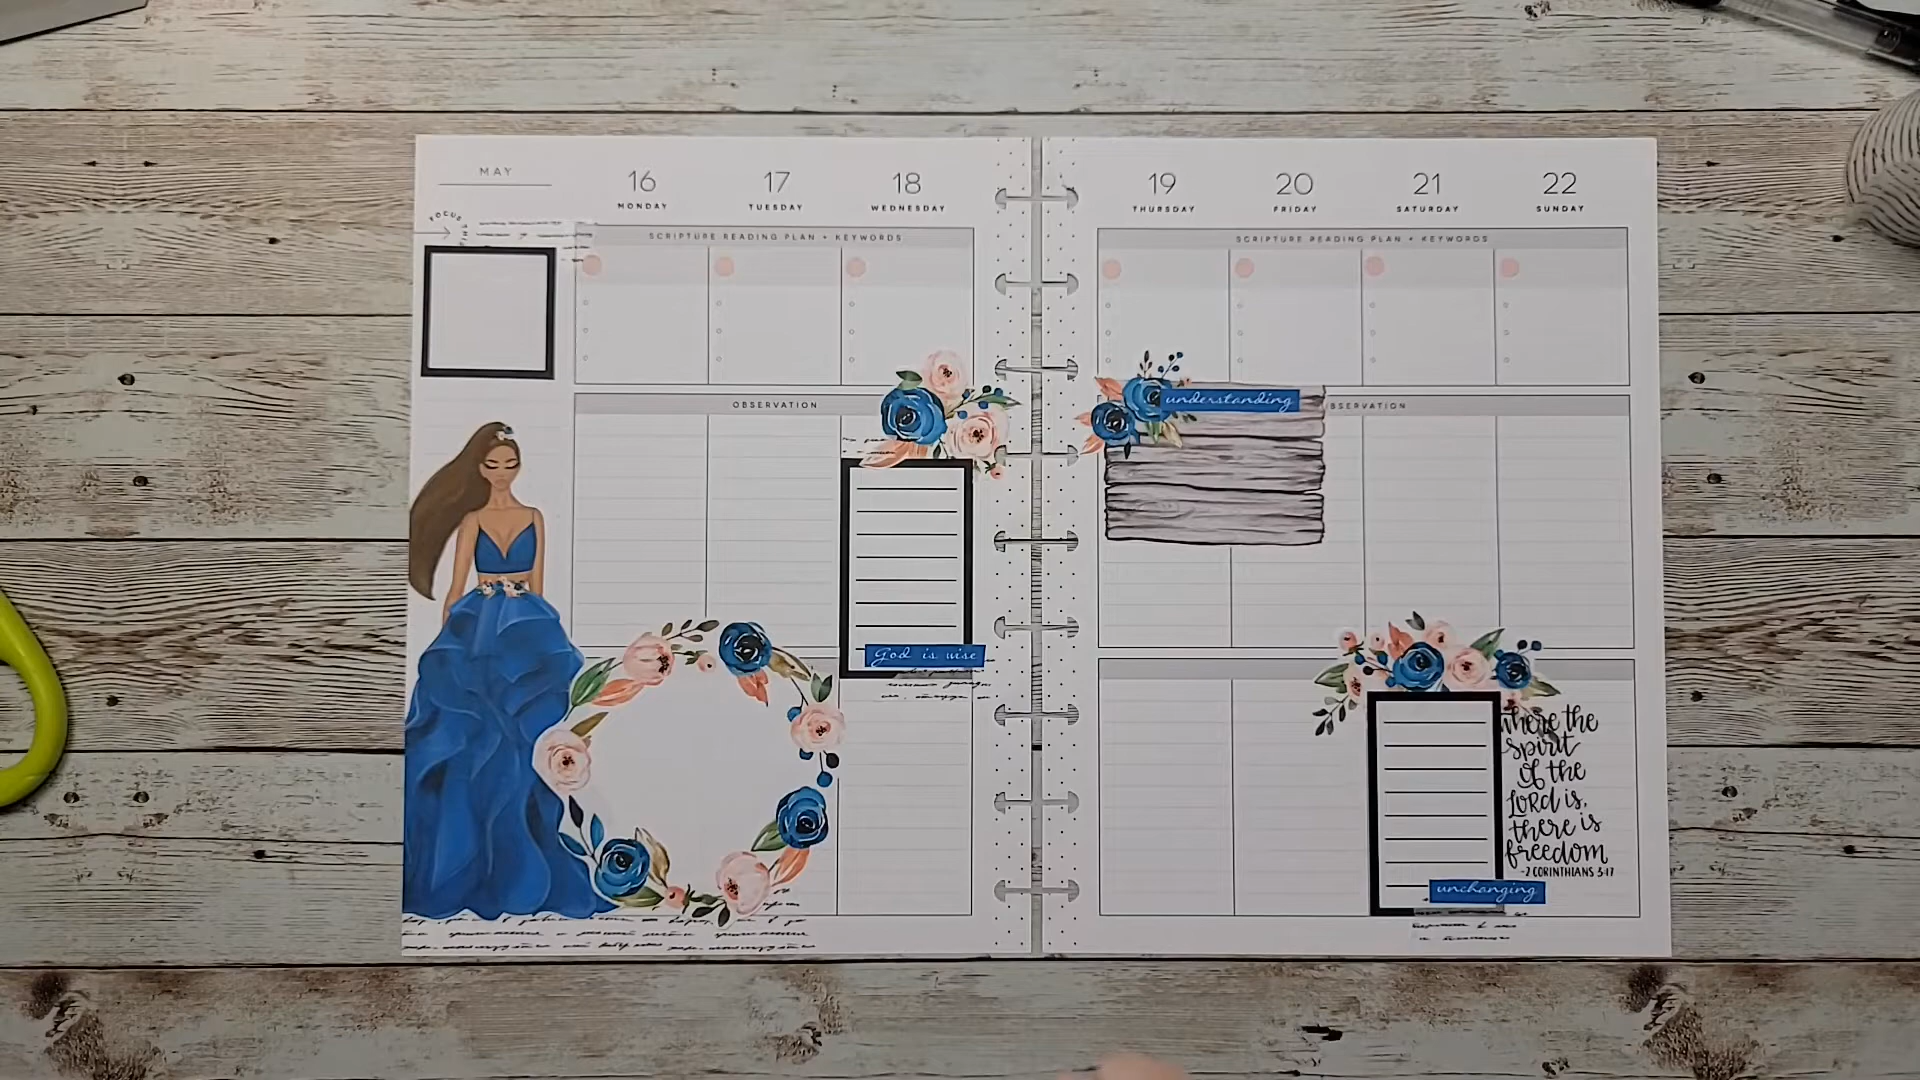 MAY
16
MONDAY
17
TUESDAY
18
WEDNESDAY
FOCUS
SCRIPTURE READING PLAN + KEYWORDS
OBSERVATION
God is wise
19
THURSDAY
20
FRIDAY
21
SATURDAY
22
SUNDAY
SCRIPTURE READING PLAN + KEYWORDS
understanding
OBSERVATION
where the
spirit
of the
LORD is,
there is
freedom
-2 CORINTHIANS 3:17
unchanging